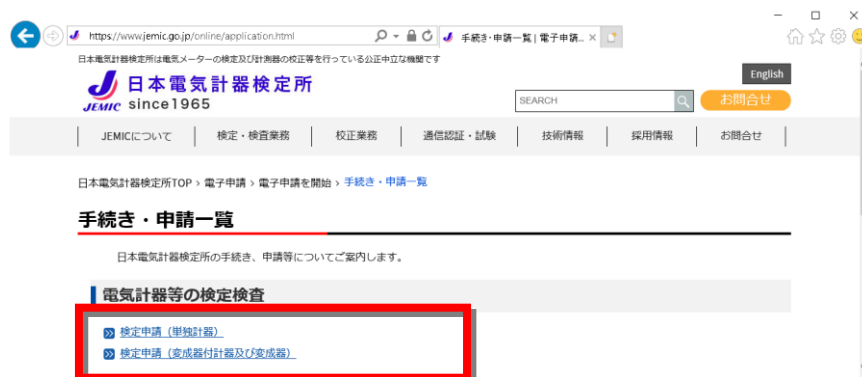 https://www.jemic.go.jp/online/application.html
手続き・申請一覧 | 電子申請...
日本電気計器検定所は電気メーターの検定及び計測器の校正等を行っている公正中立な機関です
English
日本電気計器検定所
JEMIC since1965
SEARCH
お問合せ
JEMICについて 検定・検査業務 校正業務 通信認証・試験 技術情報 採用情報 お問合せ
日本電気計器検定所TOP > 電子申請 > 電子申請を開始 > 手続き・申請一覧
手続き・申請一覧
日本電気計器検定所の手続き、申請等についてご案内します。
電気計器等の検定検査
検定申請（単独計器）
検定申請（変成器付計器及び変成器）